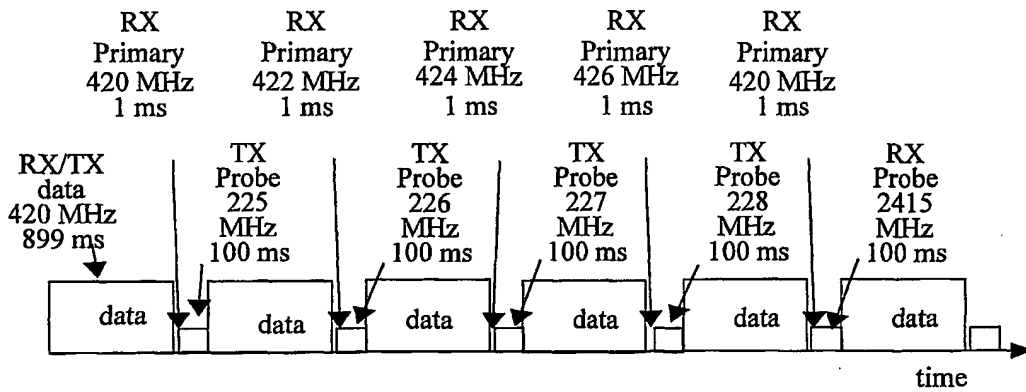 RX
Primary
420 MHz
1 ms
RX
Primary
422 MHz
1 ms
RX
Primary
424 MHz
1 ms
RX
Primary
426 MHz
1 ms
RX
Primary
420 MHz
1 ms
RX/TX
data
420 MHz
899 ms
TX
Probe
225
MHz
100 ms
TX
Probe
226
MHz
100 ms
TX
Probe
227
MHz
100 ms
TX
Probe
228
MHz
100 ms
RX
Probe
2415
MHz
100 ms
data
data
data
data
data
data
time